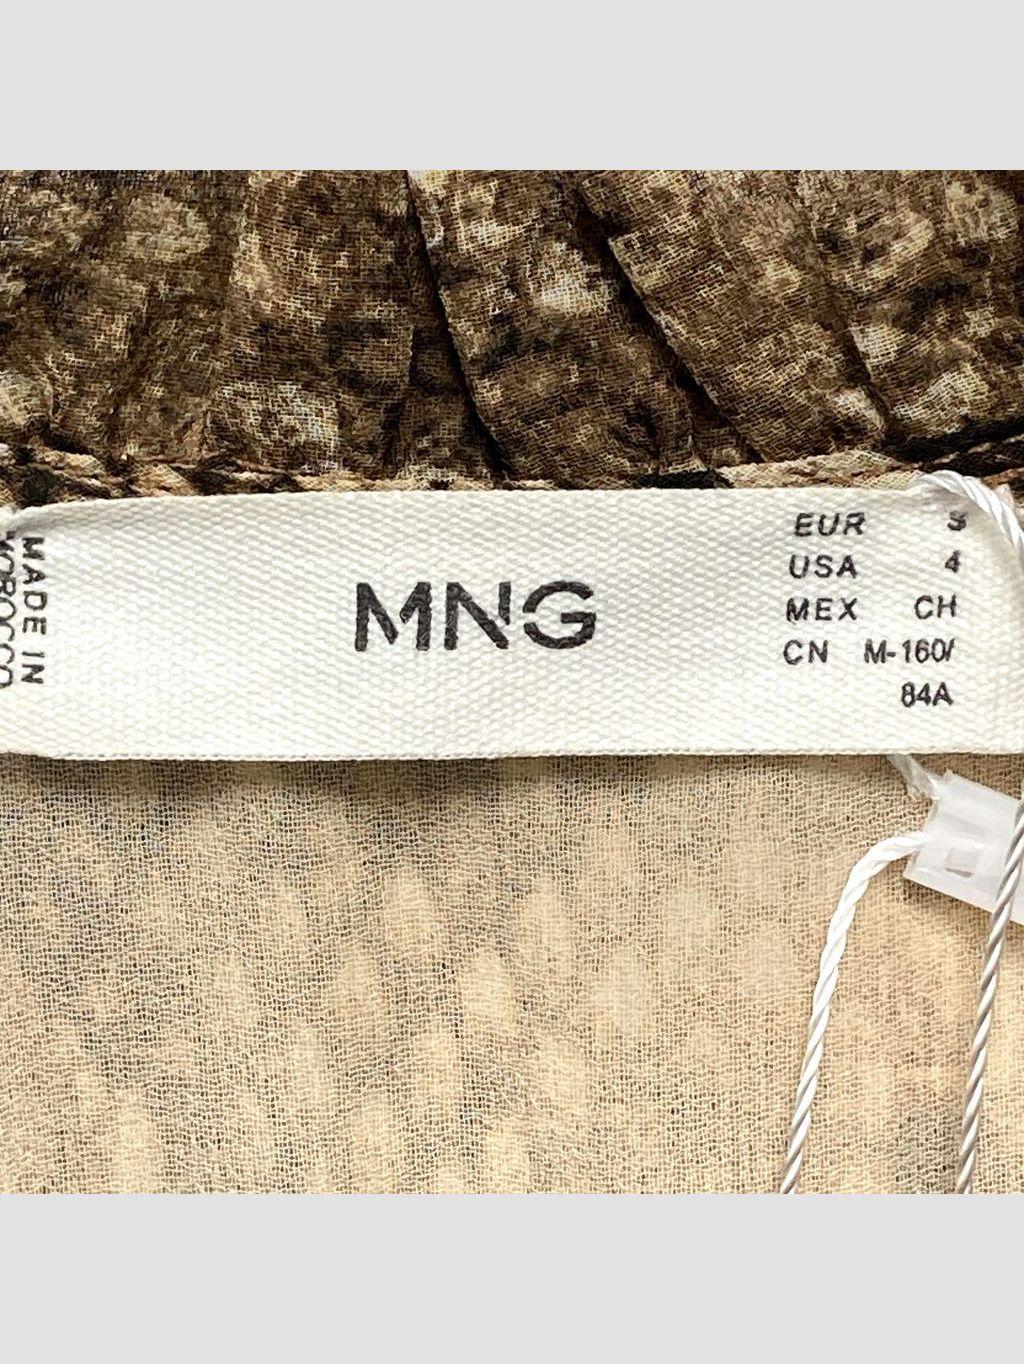 MADE IN
MOROCCO
MNG
EUR S
USA 4
MEX CH
CN M-160/
84A